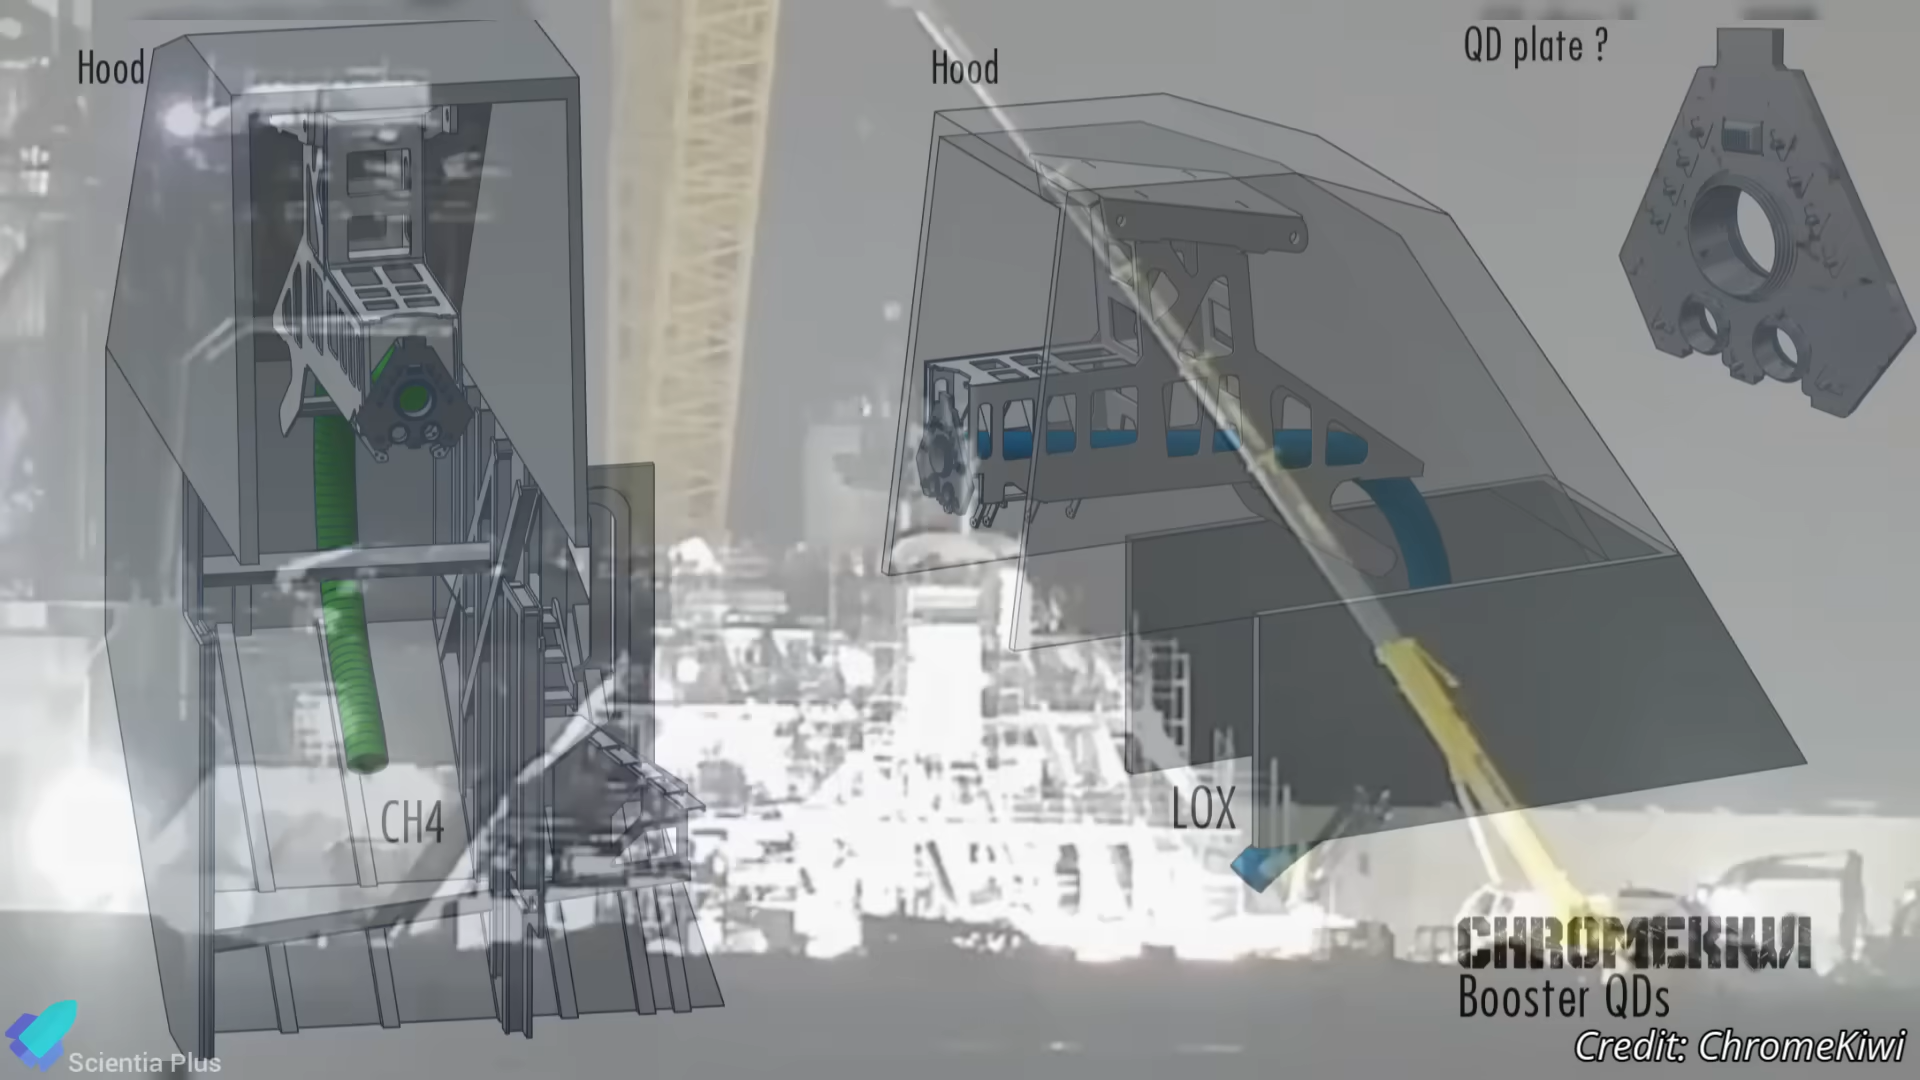 Hood
Hood
QD plate ?
CH4
LOX
CHROMEKIWI
Booster QDs
Credit: ChromeKiwi
Scientia Plus